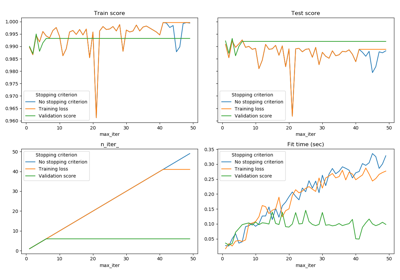 Train score
Test score
1.000
0.995
0.990
0.985
0.980
0.975
0.970
0.965
0.960
Stopping criterion
No stopping criterion
Training loss
Validation score
Stopping criterion
No stopping criterion
Training loss
Validation score
0 10 20 30 40 50
0 10 20 30 40 50
max_iter
max_iter
n_iter_
Fit time (sec)
50
40
30
20
10
0
Stopping criterion
No stopping criterion
Training loss
Validation score
0.35
0.30
0.25
0.20
0.15
0.10
0.05
Stopping criterion
No stopping criterion
Training loss
Validation score
0 10 20 30 40 50
0 10 20 30 40 50
max_iter
max_iter